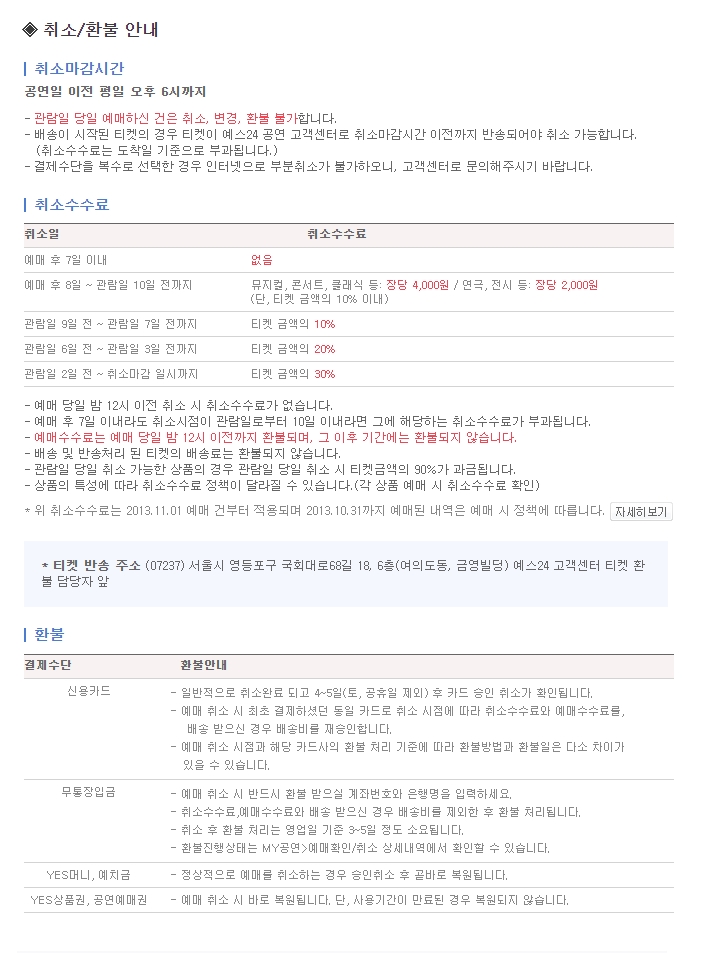 ◈ 취소/환불 안내
취소마감시간
공연일 이전 평일 오후 6시까지
- 관람일 당일 예매하신 건은 취소, 변경, 환불 불가합니다.
- 배송이 시작된 티켓의 경우 티켓이 예스24 공연 고객센터로 취소마감시간 이전까지 반송되어야 취소 가능합니다.
(취소수수료는 도착일 기준으로 부과됩니다.)
- 결제수단을 복수로 선택한 경우 인터넷으로 부분취소가 불가하오니, 고객센터로 문의해주시기 바랍니다.
취소수수료
취소일 취소수수료
예매 후 7일 이내 없음
예매 후 8일 ~ 관람일 10일 전까지 뮤지컬, 콘서트, 클래식 등: 장당 4,000원 / 연극, 전시 등: 장당 2,000원
(단, 티켓 금액의 10% 이내)
관람일 9일 전 ~ 관람일 7일 전까지 티켓 금액의 10%
관람일 6일 전 ~ 관람일 3일 전까지 티켓 금액의 20%
관람일 2일 전 ~ 취소마감 일시까지 티켓 금액의 30%
- 예매 당일 밤 12시 이전 취소 시 취소수수료가 없습니다.
- 예매 후 7일 이내라도 취소시점이 관람일로부터 10일 이내라면 그에 해당하는 취소수수료가 부과됩니다.
- 예매수수료는 예매 당일 밤 12시 이전까지 환불되며, 그 이후 기간에는 환불되지 않습니다.
- 배송 및 반송처리 된 티켓의 배송료는 환불되지 않습니다.
- 관람일 당일 취소 가능한 상품의 경우 관람일 당일 취소 시 티켓금액의 90%가 과금됩니다.
- 상품의 특성에 따라 취소수수료 정책이 달라질 수 있습니다.(각 상품 예매 시 취소수수료 확인)
* 위 취소수수료는 2013.11.01 예매 건부터 적용되며 2013.10.31까지 예매된 내역은 예매 시 정책에 따릅니다. 자세히보기
* 티켓 반송 주소 (07237) 서울시 영등포구 국회대로68길 18, 6층(여의도동, 금영빌딩) 예스24 고객센터 티켓 환
불 담당자 앞
환불
결제수단 환불안내
신용카드 - 일반적으로 취소완료 되고 4~5일(토, 공휴일 제외) 후 카드 승인 취소가 확인됩니다.
- 예매 취소 시 최초 결제하셨던 동일 카드로 취소 시점에 따라 취소수수료와 예매수수료를,
배송 받으신 경우 배송비를 재승인합니다.
- 예매 취소 시점과 해당 카드사의 환불 처리 기준에 따라 환불방법과 환불일은 다소 차이가
있을 수 있습니다.
무통장입금 - 예매 취소 시 반드시 환불 받으실 계좌번호와 은행명을 입력하세요.
- 취소수수료,예매수수료와 배송 받으신 경우 배송비를 제외한 후 환불 처리됩니다.
- 취소 후 환불 처리는 영업일 기준 3~5일 정도 소요됩니다.
- 환불진행상태는 MY공연>예매확인/취소 상세내역에서 확인할 수 있습니다.
YES머니, 예치금 - 정상적으로 예매를 취소하는 경우 승인취소 후 곧바로 복원됩니다.
YES상품권, 공연예매권 - 예매 취소 시 바로 복원됩니다. 단, 사용기간이 만료된 경우 복원되지 않습니다.